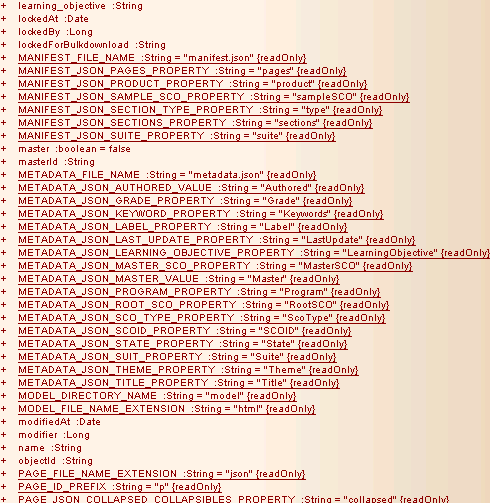 + learning_objective :String
+ lockedAt :Date
+ lockedBy :Long
+ lockedForBulkdownload :String
+ MANIFEST_FILE_NAME :String = "manifest.json" {readOnly}
+ MANIFEST_JSON_PAGES_PROPERTY :String = "pages" {readOnly}
+ MANIFEST_JSON_PRODUCT_PROPERTY :String = "product" {readOnly}
+ MANIFEST_JSON_SAMPLE_SCO_PROPERTY :String = "sampleSCO" {readOnly}
+ MANIFEST_JSON_SECTION_TYPE_PROPERTY :String = "type" {readOnly}
+ MANIFEST_JSON_SECTIONS_PROPERTY :String = "sections" {readOnly}
+ MANIFEST_JSON_SUITE_PROPERTY :String = "suite" {readOnly}
+ master :boolean = false
+ masterId :String
+ METADATA_FILE_NAME :String = "metadata.json" {readOnly}
+ METADATA_JSON_AUTHORED_VALUE :String = "Authored" {readOnly}
+ METADATA_JSON_GRADE_PROPERTY :String = "Grade" {readOnly}
+ METADATA_JSON_KEYWORD_PROPERTY :String = "Keywords" {readOnly}
+ METADATA_JSON_LABEL_PROPERTY :String = "Label" {readOnly}
+ METADATA_JSON_LAST_UPDATE_PROPERTY :String = "LastUpdate" {readOnly}
+ METADATA_JSON_LEARNING_OBJECTIVE_PROPERTY :String = "LearningObjective" {readOnly}
+ METADATA_JSON_MASTER_SCO_PROPERTY :String = "MasterSCO" {readOnly}
+ METADATA_JSON_MASTER_VALUE :String = "Master" {readOnly}
+ METADATA_JSON_PROGRAM_PROPERTY :String = "Program" {readOnly}
+ METADATA_JSON_ROOT_SCO_PROPERTY :String = "RootSCO" {readOnly}
+ METADATA_JSON_SCO_TYPE_PROPERTY :String = "ScoType" {readOnly}
+ METADATA_JSON_SCOID_PROPERTY :String = "SCOID" {readOnly}
+ METADATA_JSON_STATE_PROPERTY :String = "State" {readOnly}
+ METADATA_JSON_SUIT_PROPERTY :String = "Suite" {readOnly}
+ METADATA_JSON_THEME_PROPERTY :String = "Theme" {readOnly}
+ METADATA_JSON_TITLE_PROPERTY :String = "Title" {readOnly}
+ MODEL_DIRECTORY_NAME :String = "model" {readOnly}
+ MODEL_FILE_NAME_EXTENSION :String = "html" {readOnly}
+ modifiedAt :Date
+ modifier :Long
+ name :String
+ objectId :String
+ PAGE_FILE_NAME_EXTENSION :String = "json" {readOnly}
+ PAGE_ID_PREFIX :String = "p" {readOnly}
+ PAGE_JSON_COLLAPSED_COLLAPSIBLES_PROPERTY :String = "collapsed" {readOnly}